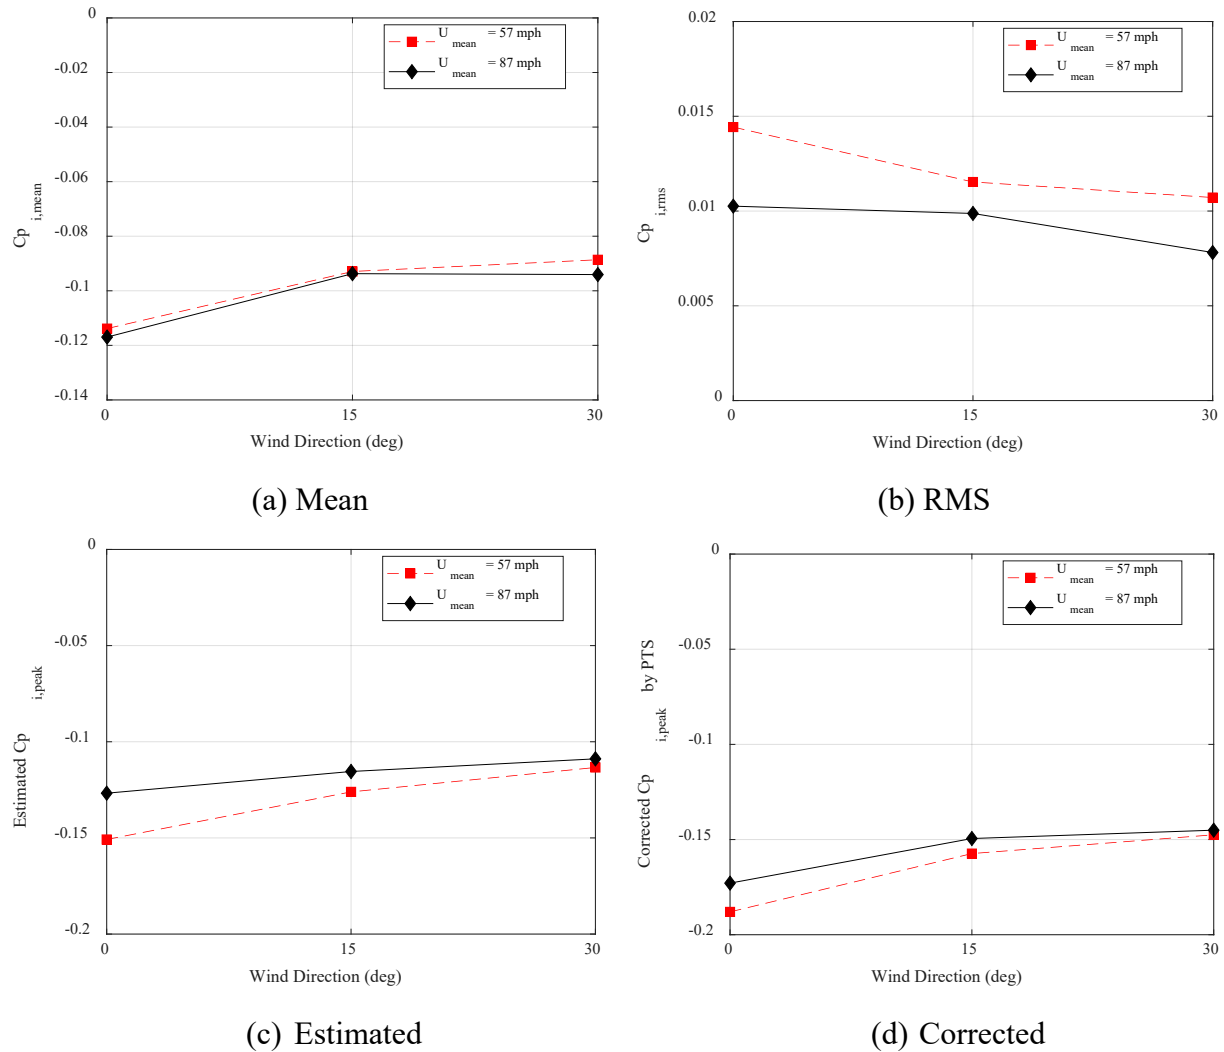 0
-0.02
-0.04
-0.06
-0.08
-0.1
-0.12
-0.14
0
15
30
Cp i,mean
Wind Direction (deg)
U mean = 57 mph
U mean = 87 mph
(a) Mean
0.02
0.015
0.01
0.005
0
0
15
30
Cp i,rms
Wind Direction (deg)
U mean = 57 mph
U mean = 87 mph
(b) RMS
0
-0.05
-0.1
-0.15
-0.2
0
15
30
Estimated Cp i,peak
Wind Direction (deg)
U mean = 57 mph
U mean = 87 mph
(c) Estimated
0
-0.05
-0.1
-0.15
-0.2
0
15
30
Corrected Cp i,peak by PTS
Wind Direction (deg)
U mean = 57 mph
U mean = 87 mph
(d) Corrected